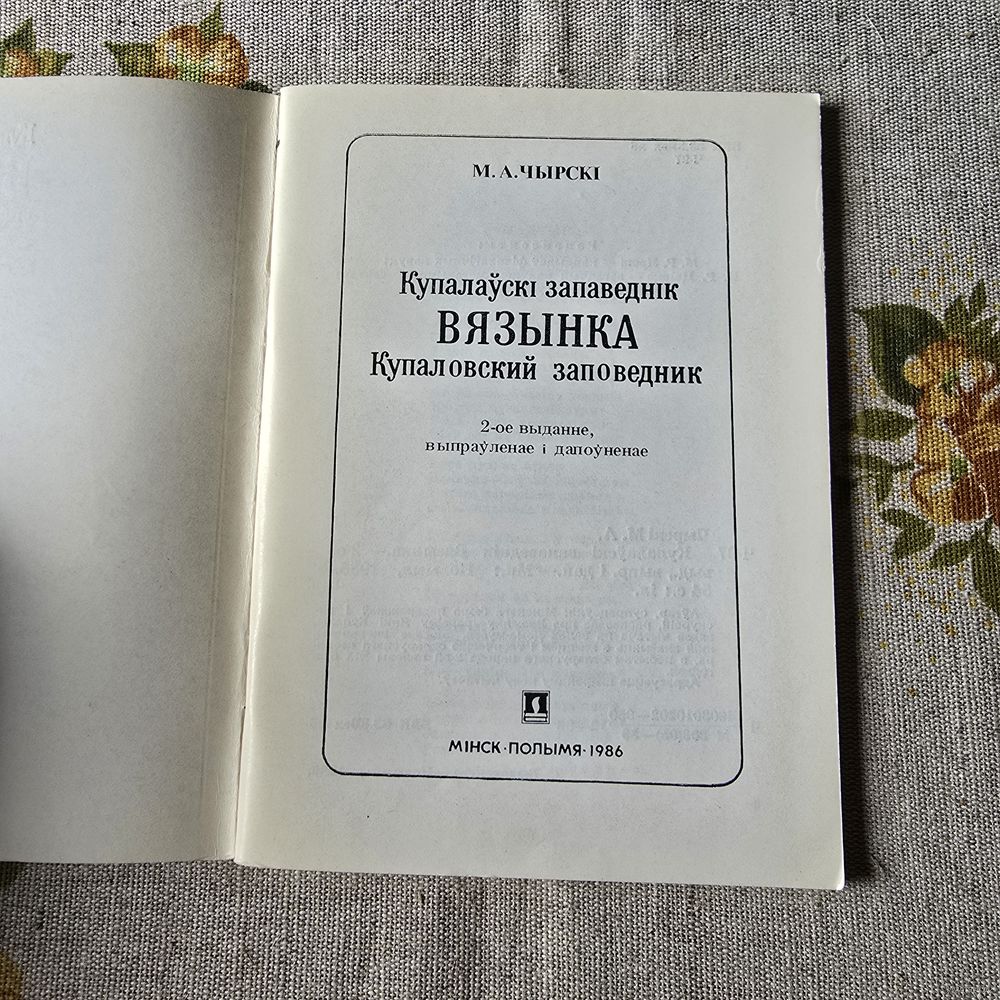 М. А. ЧЫРСКІ
Купалаўскі запаведнік
ВЯЗЫНКА
Купаловский заповедник
2-ое выданне,
выпраўленае і дапоўненае
МІНСК · ПОЛЫМЯ · 1986